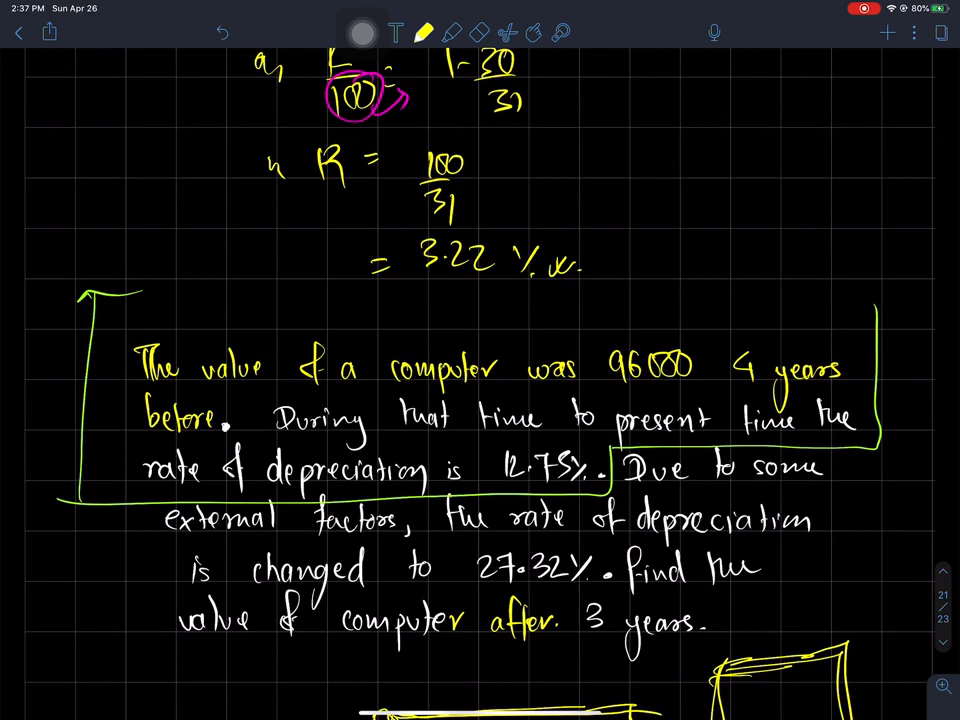 2:37 PM Sun Apr 26
80%
T
100 = 1 - 30
31
R = 100
31
= 3.22 %
The value of a computer was 96000 4 years
before. During that time to present time the
rate of depreciation is 12.75%. Due to some
external factors, the rate of depreciation
is changed to 27.32%. find the
value of computer after 3 years.
21
/
23